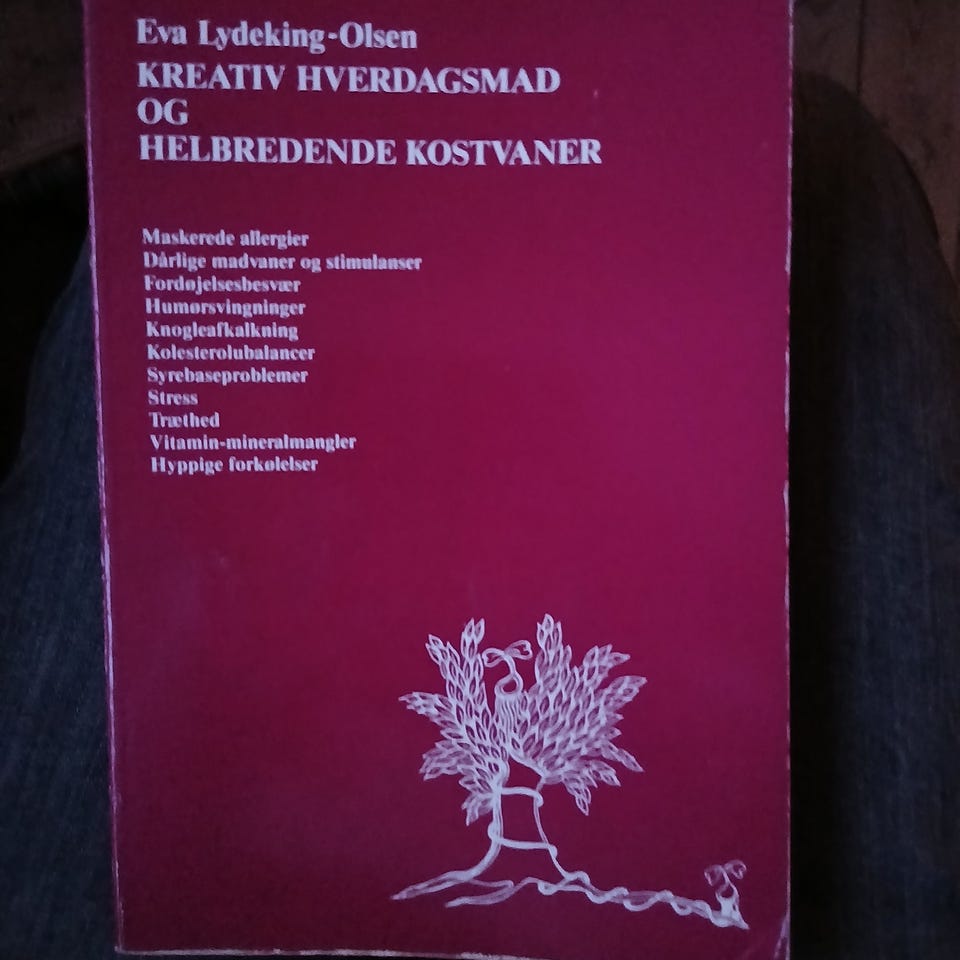 Eva Lydeking-Olsen
KREATIV HVERDAGSMAD
OG
HELBREDENDE KOSTVANER
Maskerede allergier
Dårlige madvaner og stimulanser
Fordøjelsesbesvær
Humørsvingninger
Knogleafkalkning
Kolesterolubalancer
Syrebaseproblemer
Stress
Træthed
Vitamin-mineralmangler
Hyppige forkølelser